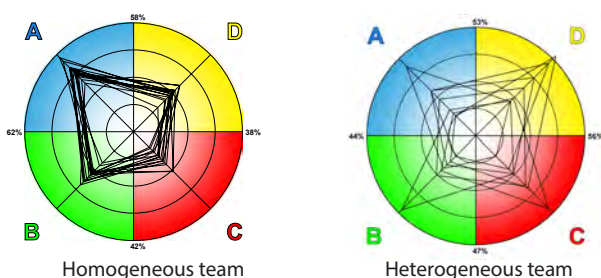 58%
A
D
62%
38%
B
C
42%
Homogeneous team
53%
A
D
44%
56%
B
C
47%
Heterogeneous team